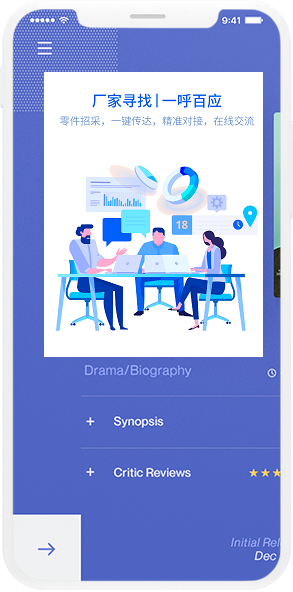 9:41
厂家寻找 | 一呼百应
零件招采，一键传达，精准对接，在线交流
18
Drama/Biography
+ Synopsis
+ Critic Reviews
Initial Rel
Dec